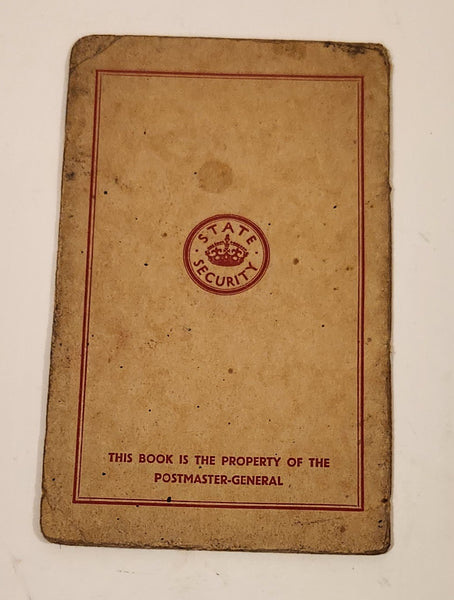 STATE
SECURITY
THIS BOOK IS THE PROPERTY OF THE
POSTMASTER-GENERAL